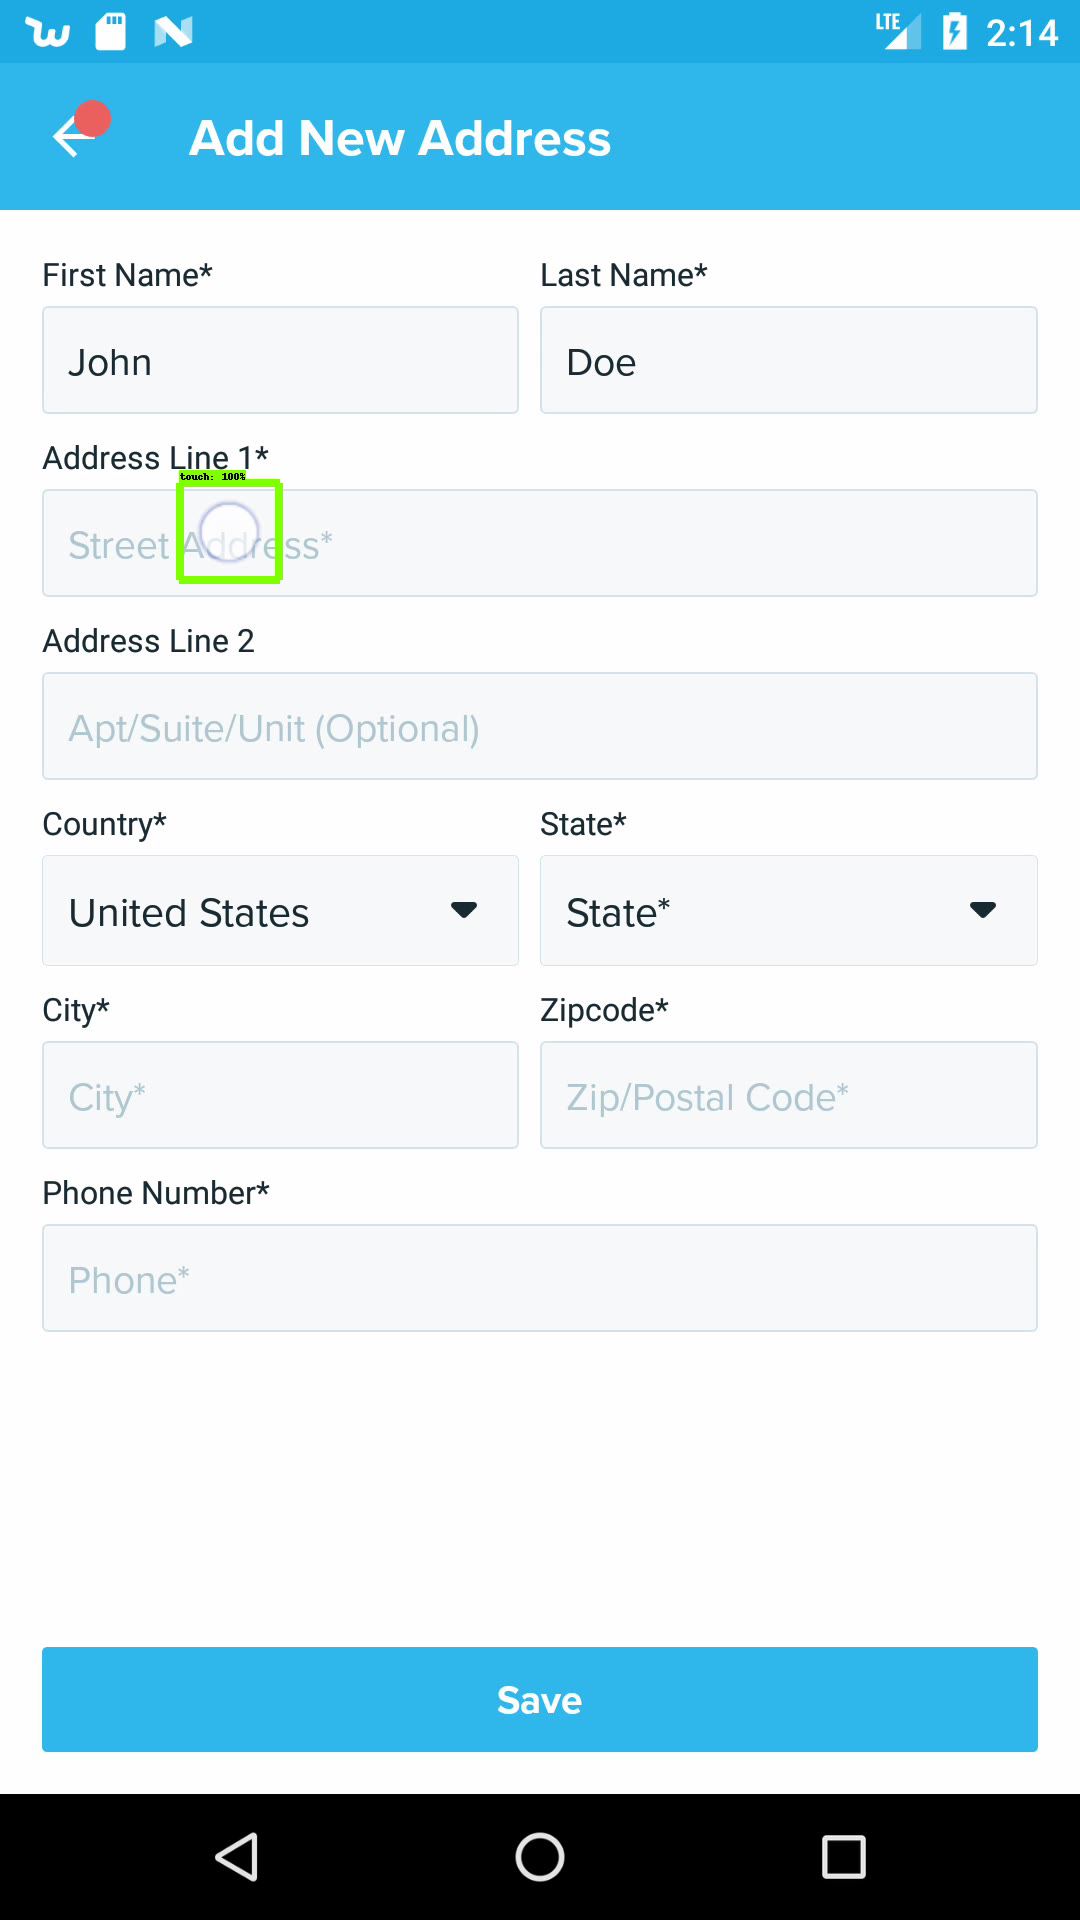 LTE 2:14
Add New Address
First Name* Last Name*
John Doe
Address Line 1*
touch: 100%
Street Address*
Address Line 2
Apt/Suite/Unit (Optional)
Country* State*
United States State*
City* Zipcode*
City* Zip/Postal Code*
Phone Number*
Phone*
Save